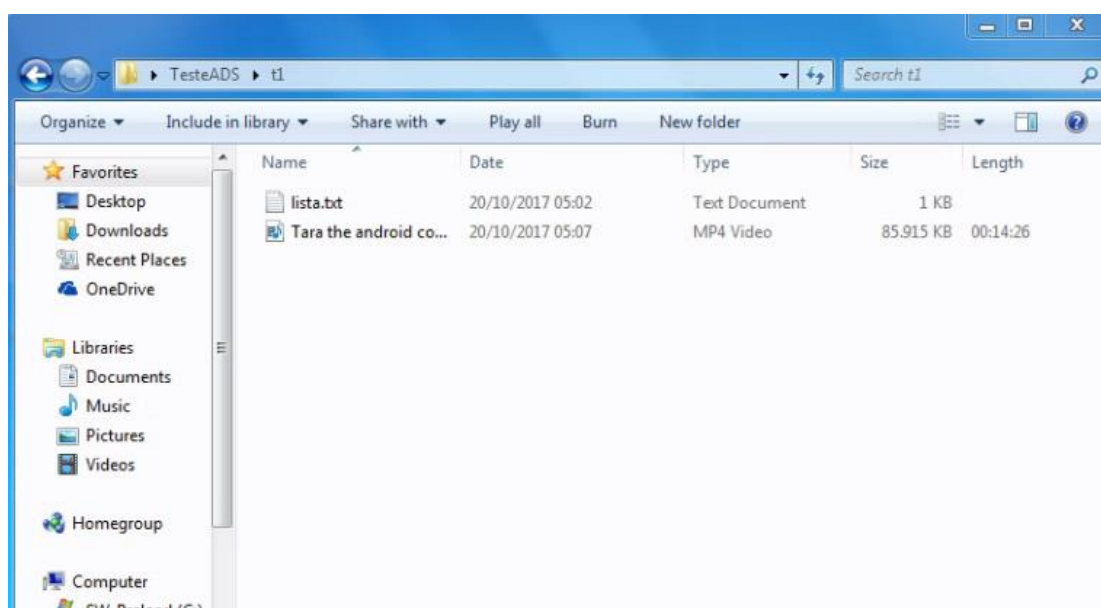 TesteADS ▸ t1
Search t1
Organize Include in library Share with Play all Burn New folder
Name Date Type Size Length
Favorites
Desktop
Downloads
Recent Places
OneDrive
Libraries
Documents
Music
Pictures
Videos
Homegroup
Computer
lista.txt 20/10/2017 05:02 Text Document 1 KB
Tara the android co... 20/10/2017 05:07 MP4 Video 85.915 KB 00:14:26